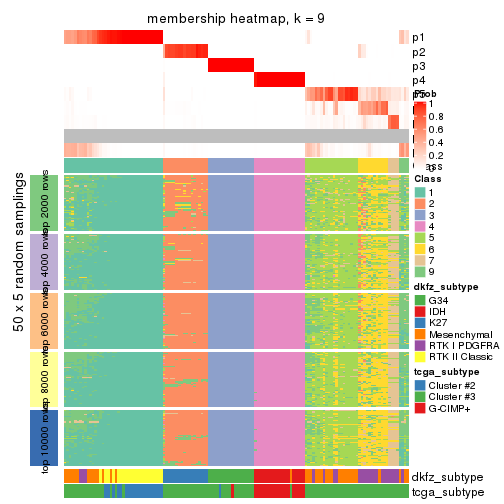 membership heatmap, k = 9
p1
p2
p3
p4
Prob
1
0.8
0.6
0.4
0.2
0
Class
1
2
3
4
5
6
7
9
dkfz_subtype
G34
IDH
K27
Mesenchymal
RTK I PDGFRA
RTK II Classic
tcga_subtype
Cluster #2
Cluster #3
G-CIMP+
50 x 5 random samplings
top 2000 rows
top 4000 rows
top 6000 rows
top 8000 rows
top 10000 rows
dkfz_subtype
tcga_subtype